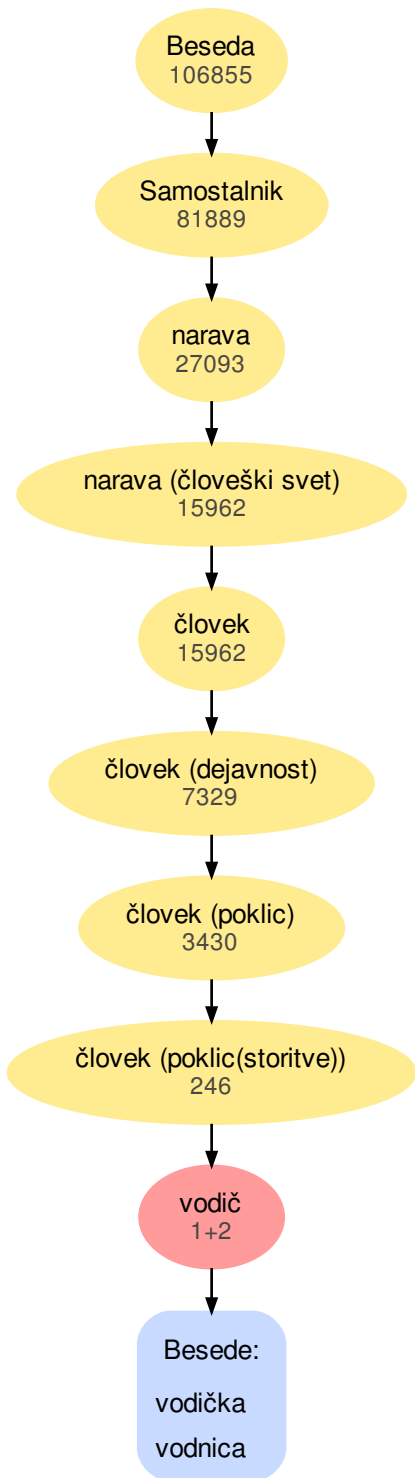 Beseda
106855
Samostalnik
81889
narava
27093
narava (človeški svet)
15962
človek
15962
človek (dejavnost)
7329
človek (poklic)
3430
človek (poklic(storitve))
246
vodič
1+2
Besede:
vodička
vodnica